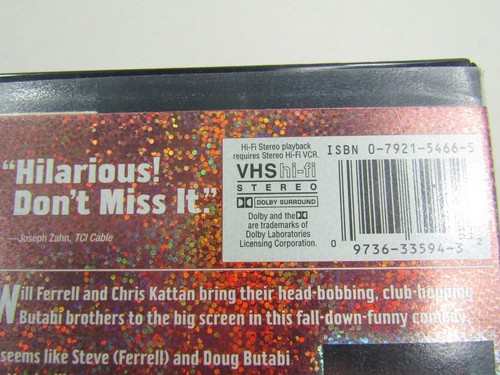 "Hilarious!
Don't Miss It."
—Joseph Zahn, TCI Cable
Hi-Fi Stereo playback
requires Stereo Hi-Fi VCR.
VHS hi-fi
STEREO
DOLBY SURROUND
Dolby and the
are trademarks of
Dolby Laboratories
Licensing Corporation.
ISBN 0-7921-5466-5
0 9736-33594-3 2
Will Ferrell and Chris Kattan bring their head-bobbing, club-hopping
Butabi brothers to the big screen in this fall-down-funny comedy.
seems like Steve (Ferrell) and Doug Butabi